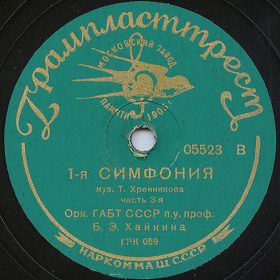 Грампласттрест
МОСКОВСКИЙ ЗАВОД
ПАМЯТИ 1905 г.
05523 В
1-я СИМФОНИЯ
муз. Т. Хренникова
часть 3-я
Орк. ГАБТ СССР п.у. проф.
Б. Э. Хайкина
ГРК 059
НАРКОММАШ СССР